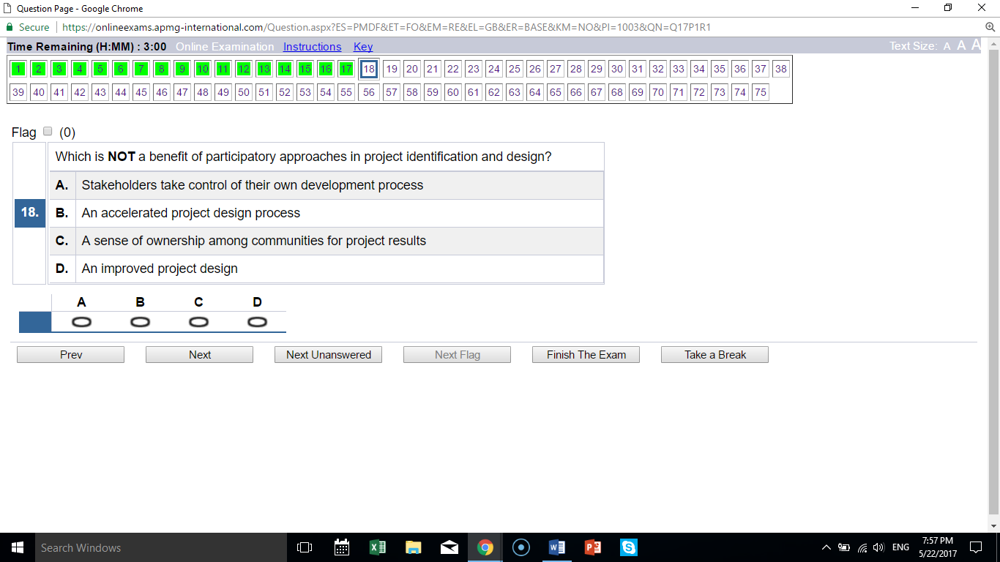 Question Page - Google Chrome
Secure https://onlineexams.apmg-international.com/Question.aspx?ES=PMDF&ET=FO&EM=RE&EL=GB&ER=BASE&KM=NO&PI=1003&QN=Q17P1R1
Time Remaining (H:MM) : 3:00 Online Examination Instructions Key Text Size: A A A
1 2 3 4 5 6 7 8 9 10 11 12 13 14 15 16 17 18 19 20 21 22 23 24 25 26 27 28 29 30 31 32 33 34 35 36 37 38
39 40 41 42 43 44 45 46 47 48 49 50 51 52 53 54 55 56 57 58 59 60 61 62 63 64 65 66 67 68 69 70 71 72 73 74 75
Flag (0)
Which is NOT a benefit of participatory approaches in project identification and design?
A. Stakeholders take control of their own development process
18. B. An accelerated project design process
C. A sense of ownership among communities for project results
D. An improved project design
A B C D
Prev Next Next Unanswered Next Flag Finish The Exam Take a Break
Search Windows ENG 7:57 PM
5/22/2017